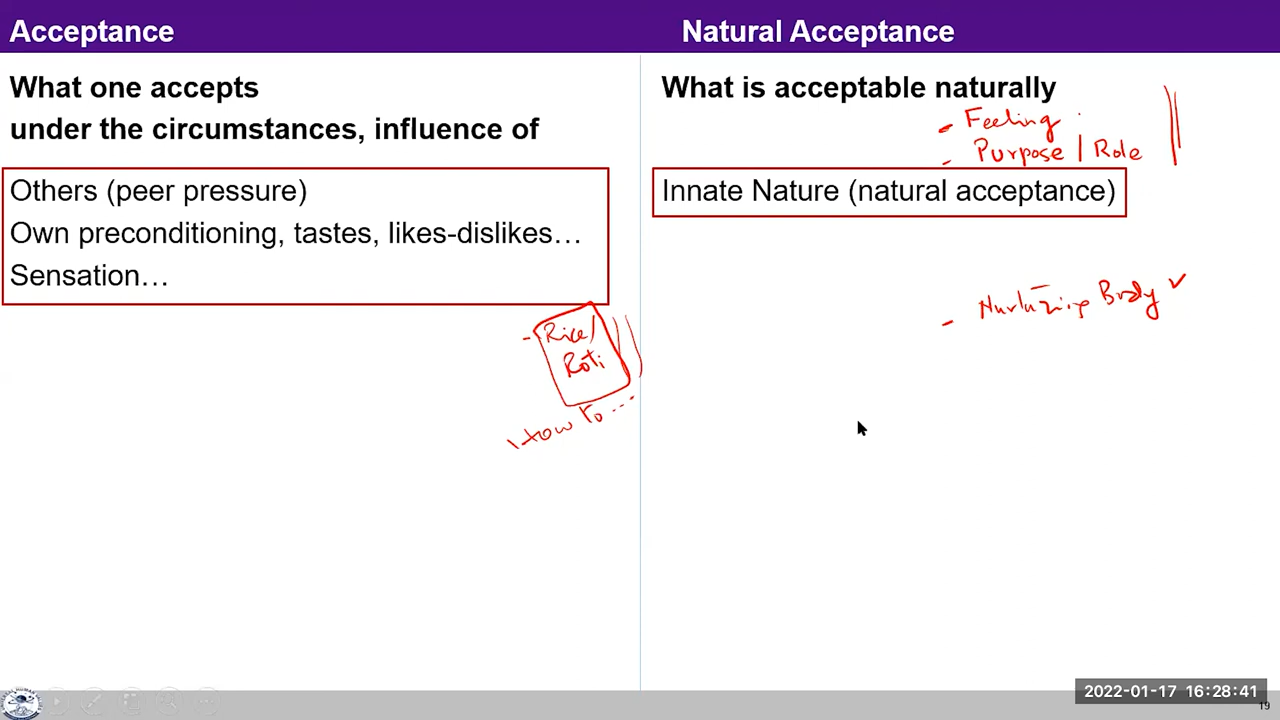 Acceptance
What one accepts
under the circumstances, influence of
Others (peer pressure)
Own preconditioning, tastes, likes-dislikes…
Sensation…
- Rice/
Roti
How to ...
Natural Acceptance
What is acceptable naturally
- Feeling
- Purpose / Role
Innate Nature (natural acceptance)
- Nurturing Body ✓
2022-01-17 16:28:41
19